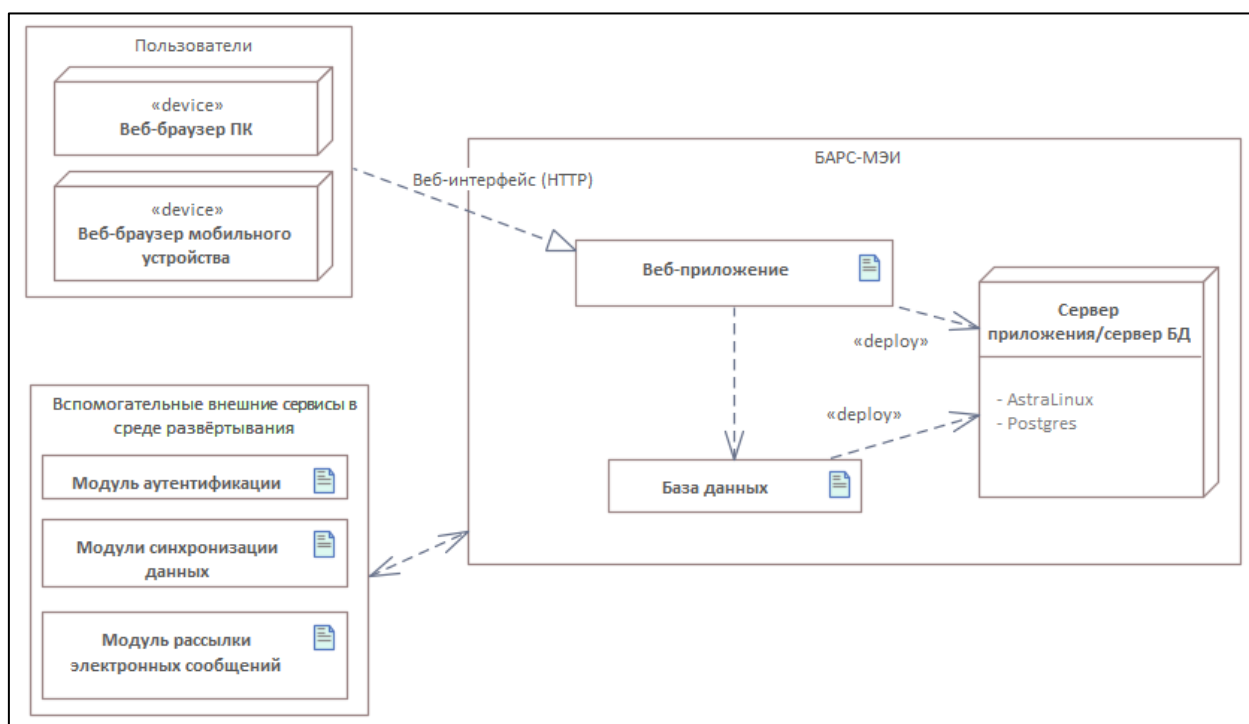 Пользователи
«device»
Веб-браузер ПК
«device»
Веб-браузер мобильного
устройства
Веб-интерфейс (HTTP)
БАРС-МЭИ
Веб-приложение
«deploy»
Сервер
приложения/сервер БД
- AstraLinux
- Postgres
«deploy»
База данных
Вспомогательные внешние сервисы в
среде развёртывания
Модуль аутентификации
Модули синхронизации
данных
Модуль рассылки
электронных сообщений